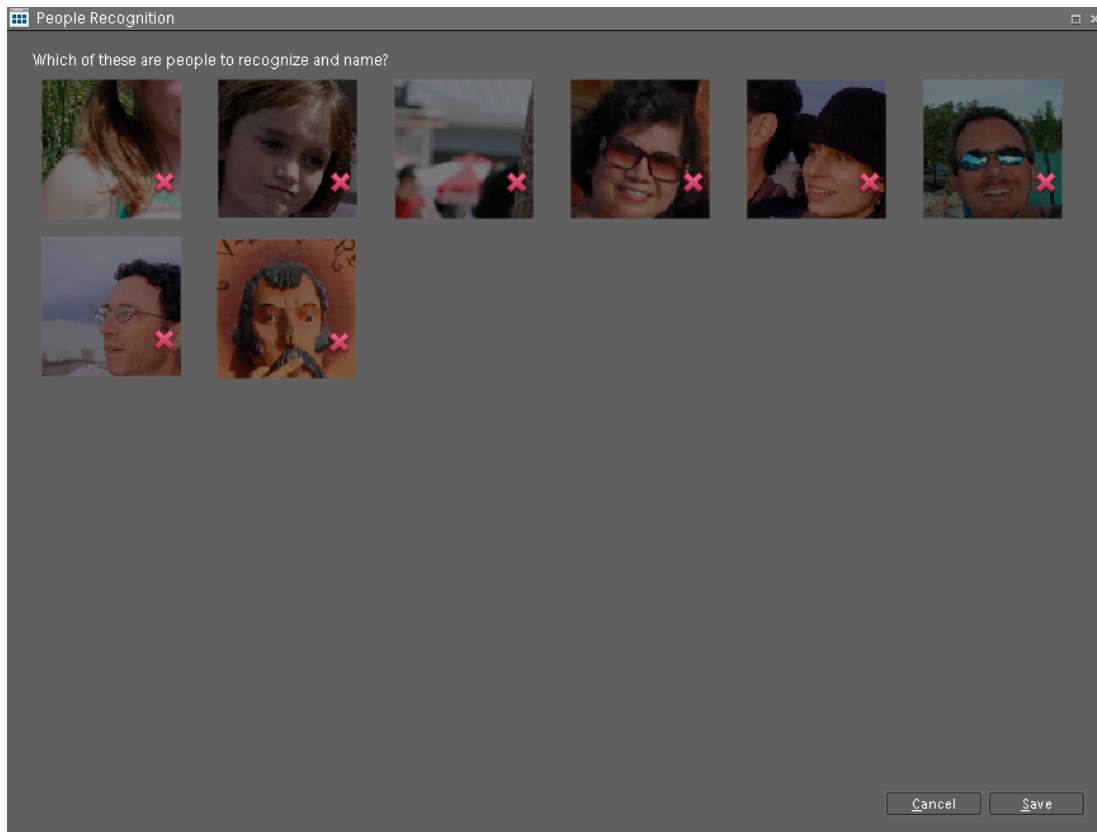 People Recognition
Which of these are people to recognize and name?
Cancel
Save